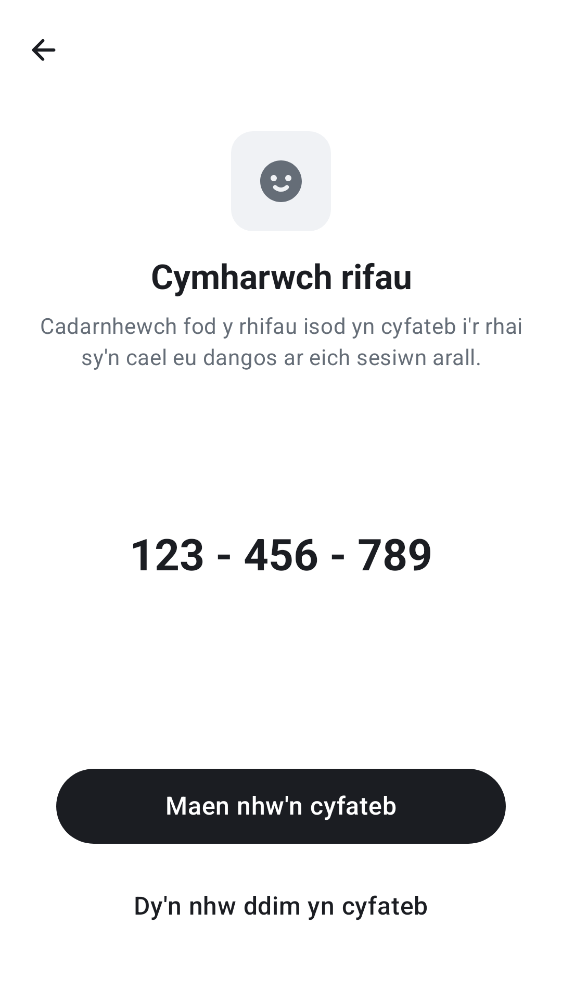 Cymharwch rifau
Cadarnhewch fod y rhifau isod yn cyfateb i'r rhai
sy'n cael eu dangos ar eich sesiwn arall.
123 - 456 - 789
Maen nhw'n cyfateb
Dy'n nhw ddim yn cyfateb